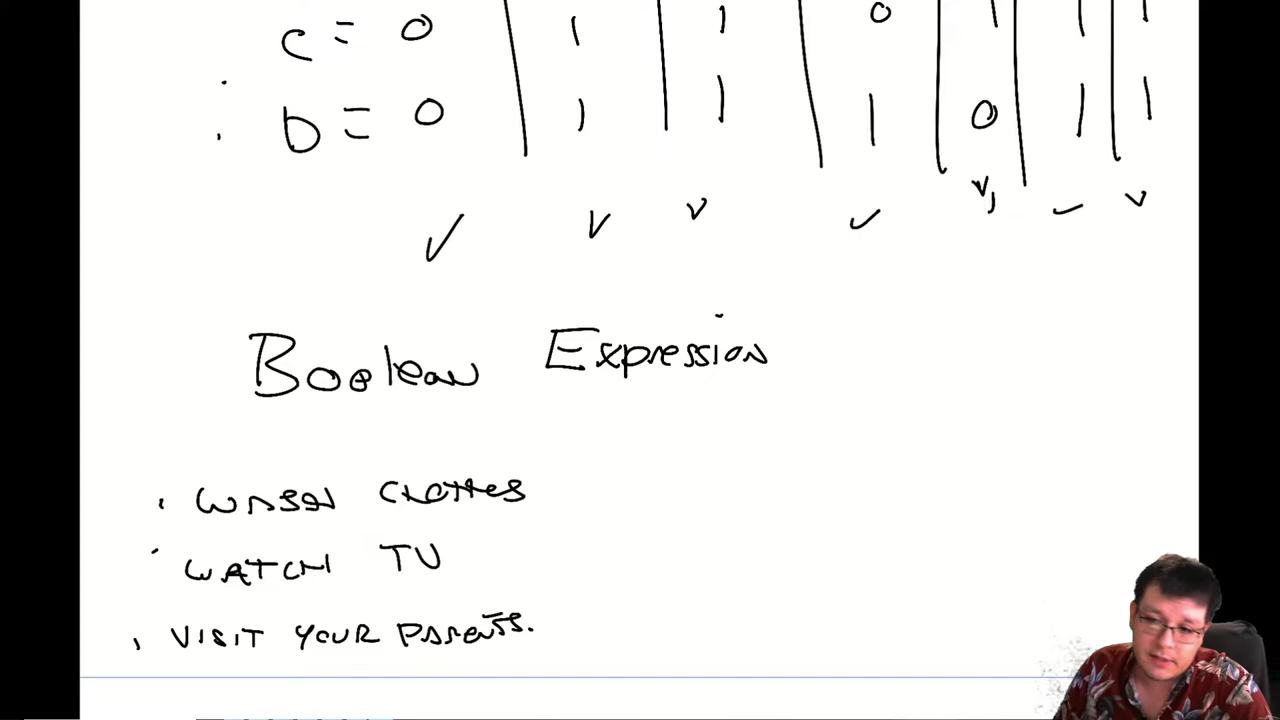 c = 0 | 1 | 1 | 0 | 1 | 1 | 1
∴ b = 0 | 1 | 1 | 1 | 0 | 1 | 1
✓ ✓ ✓ ✓ ✓, ✓ ✓
Boolean Expression
· WASH CLOTHES
· WATCH TV
· VISIT YOUR PARENTS.